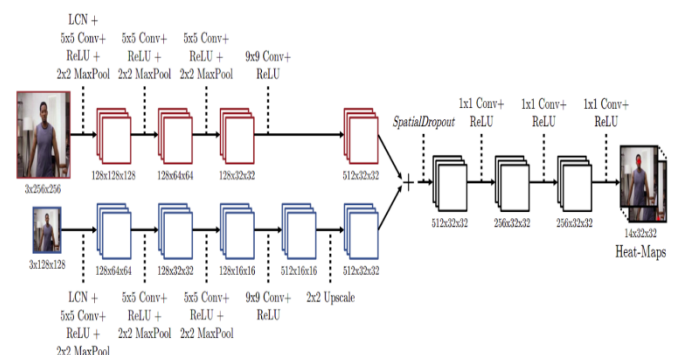 LCN +
5x5 Conv+
ReLU +
2x2 MaxPool
5x5 Conv+
ReLU +
2x2 MaxPool
5x5 Conv+
ReLU +
2x2 MaxPool
9x9 Conv+
ReLU
3x256x256
128x128x128
128x64x64
128x32x32
512x32x32
+
SpatialDropout
1x1 Conv+
ReLU
1x1 Conv+
ReLU
1x1 Conv+
ReLU
512x32x32
256x32x32
256x32x32
14x32x32
Heat-Maps
3x128x128
128x64x64
128x32x32
128x16x16
512x16x16
512x32x32
LCN +
5x5 Conv+
ReLU +
2x2 MaxPool
5x5 Conv+
ReLU +
2x2 MaxPool
5x5 Conv+
ReLU +
2x2 MaxPool
9x9 Conv+
ReLU
2x2 Upscale